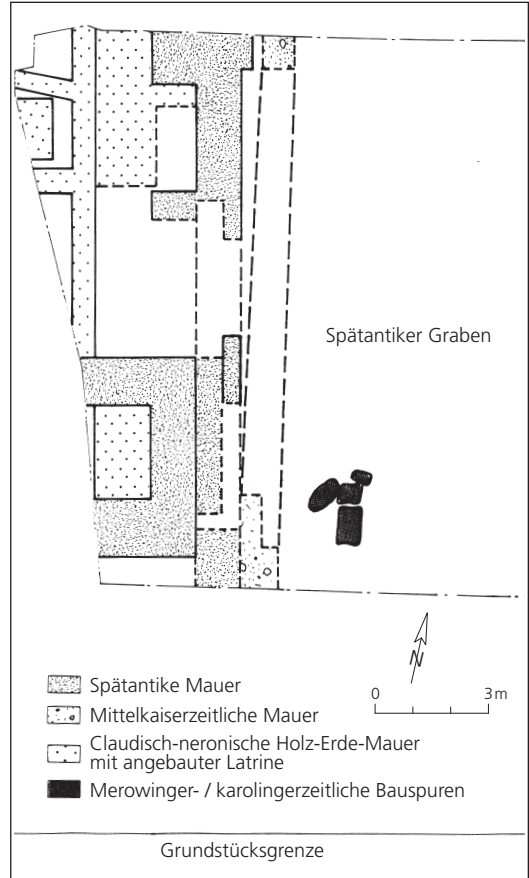 Spätantiker Graben
N
0 3 m
Spätantike Mauer
Mittelkaiserzeitliche Mauer
Claudisch-neronische Holz-Erde-Mauer
mit angebauter Latrine
Merowinger- / karolingerzeitliche Bauspuren
Grundstücksgrenze